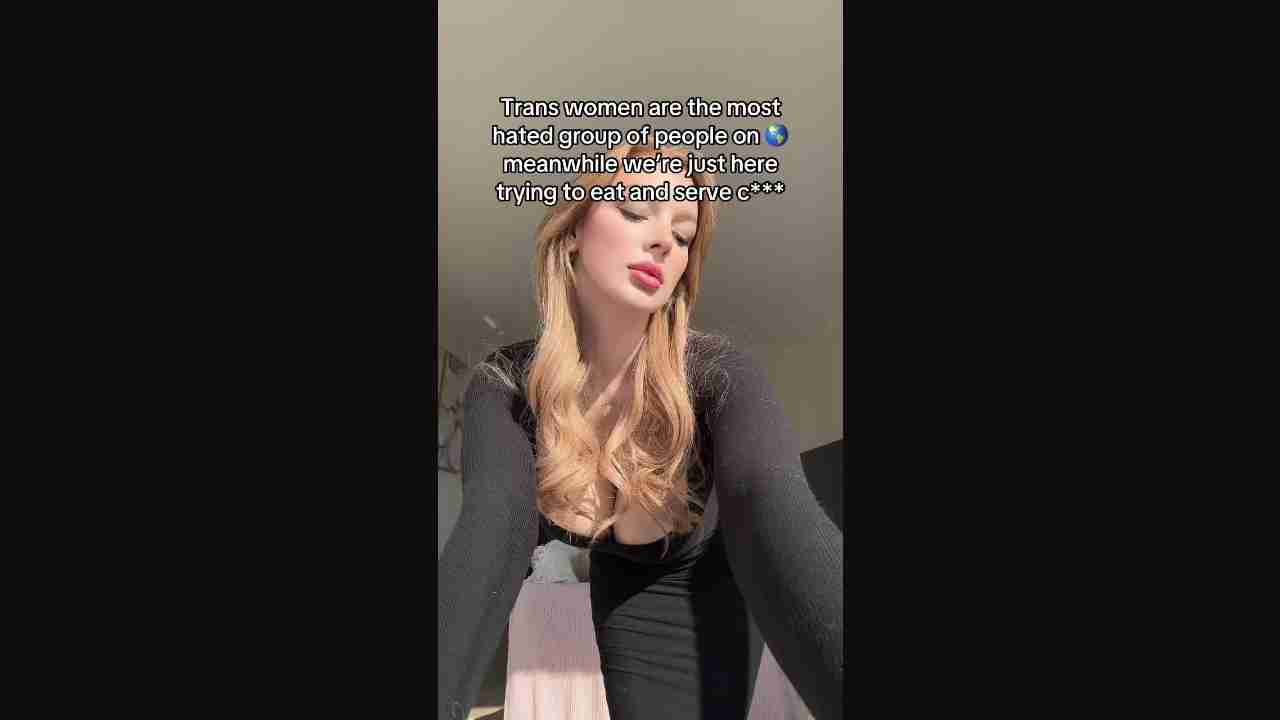 Trans women are the most
hated group of people on 🌎
meanwhile we're just here
trying to eat and serve c***